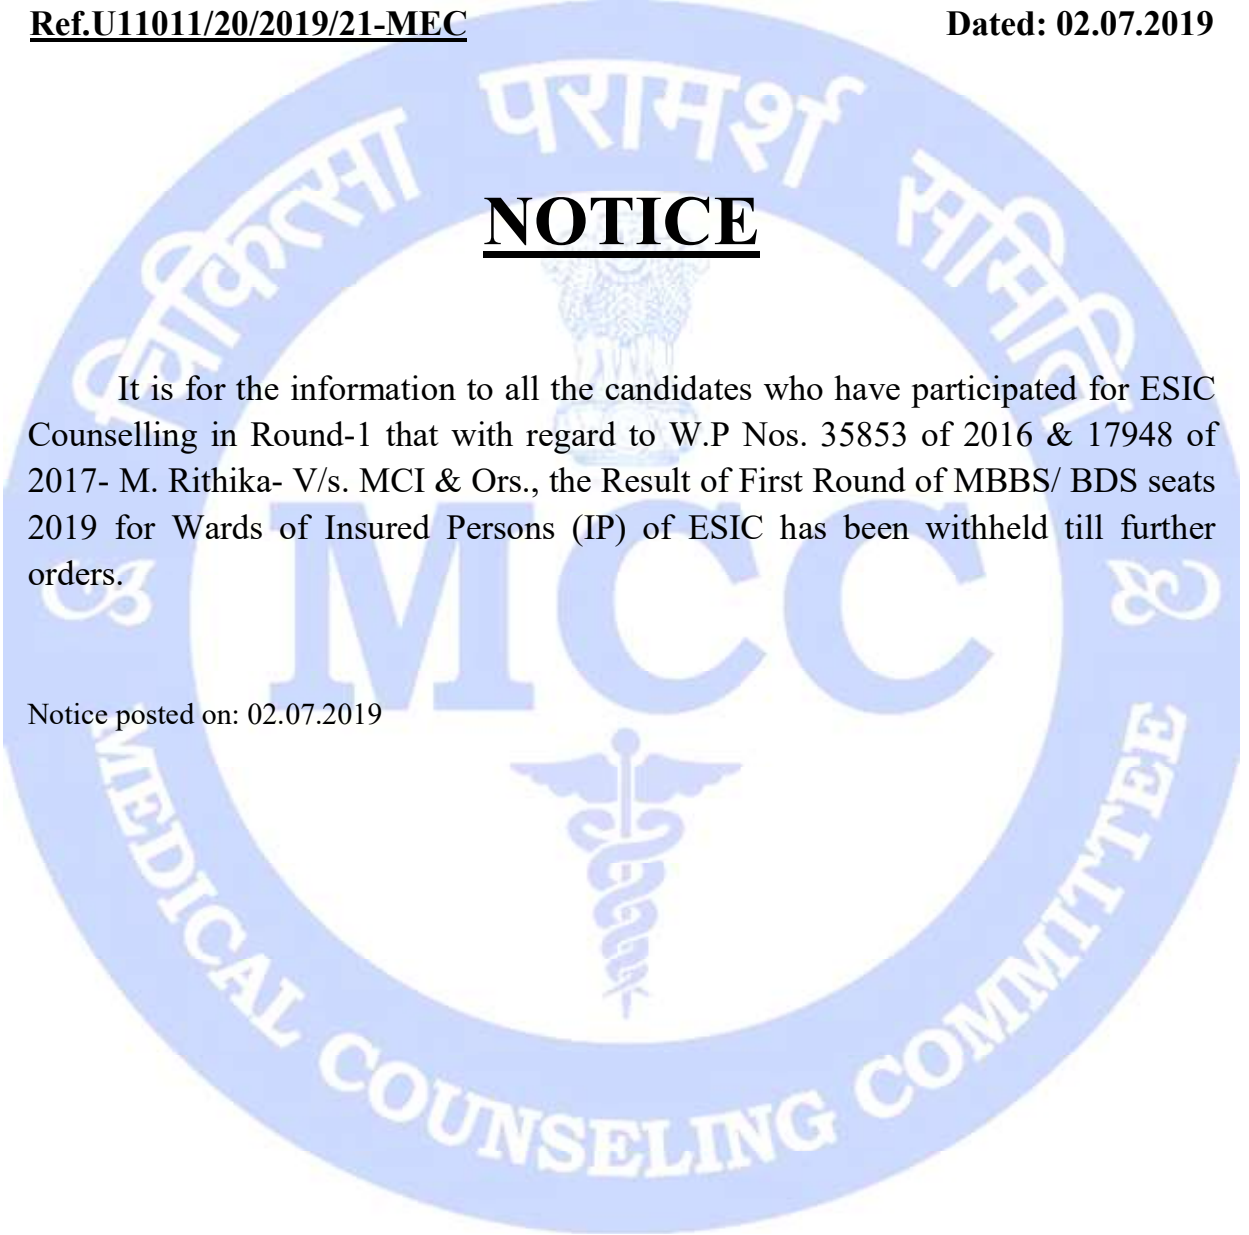 Ref.U11011/20/2019/21-MEC Dated: 02.07.2019
चिकित्सा परामर्श समिति
NOTICE
It is for the information to all the candidates who have participated for ESIC
Counselling in Round-1 that with regard to W.P Nos. 35853 of 2016 & 17948 of
2017- M. Rithika- V/s. MCI & Ors., the Result of First Round of MBBS/ BDS seats
2019 for Wards of Insured Persons (IP) of ESIC has been withheld till further
orders.
MCC
Notice posted on: 02.07.2019
MEDICAL COUNSELING COMMITTEE